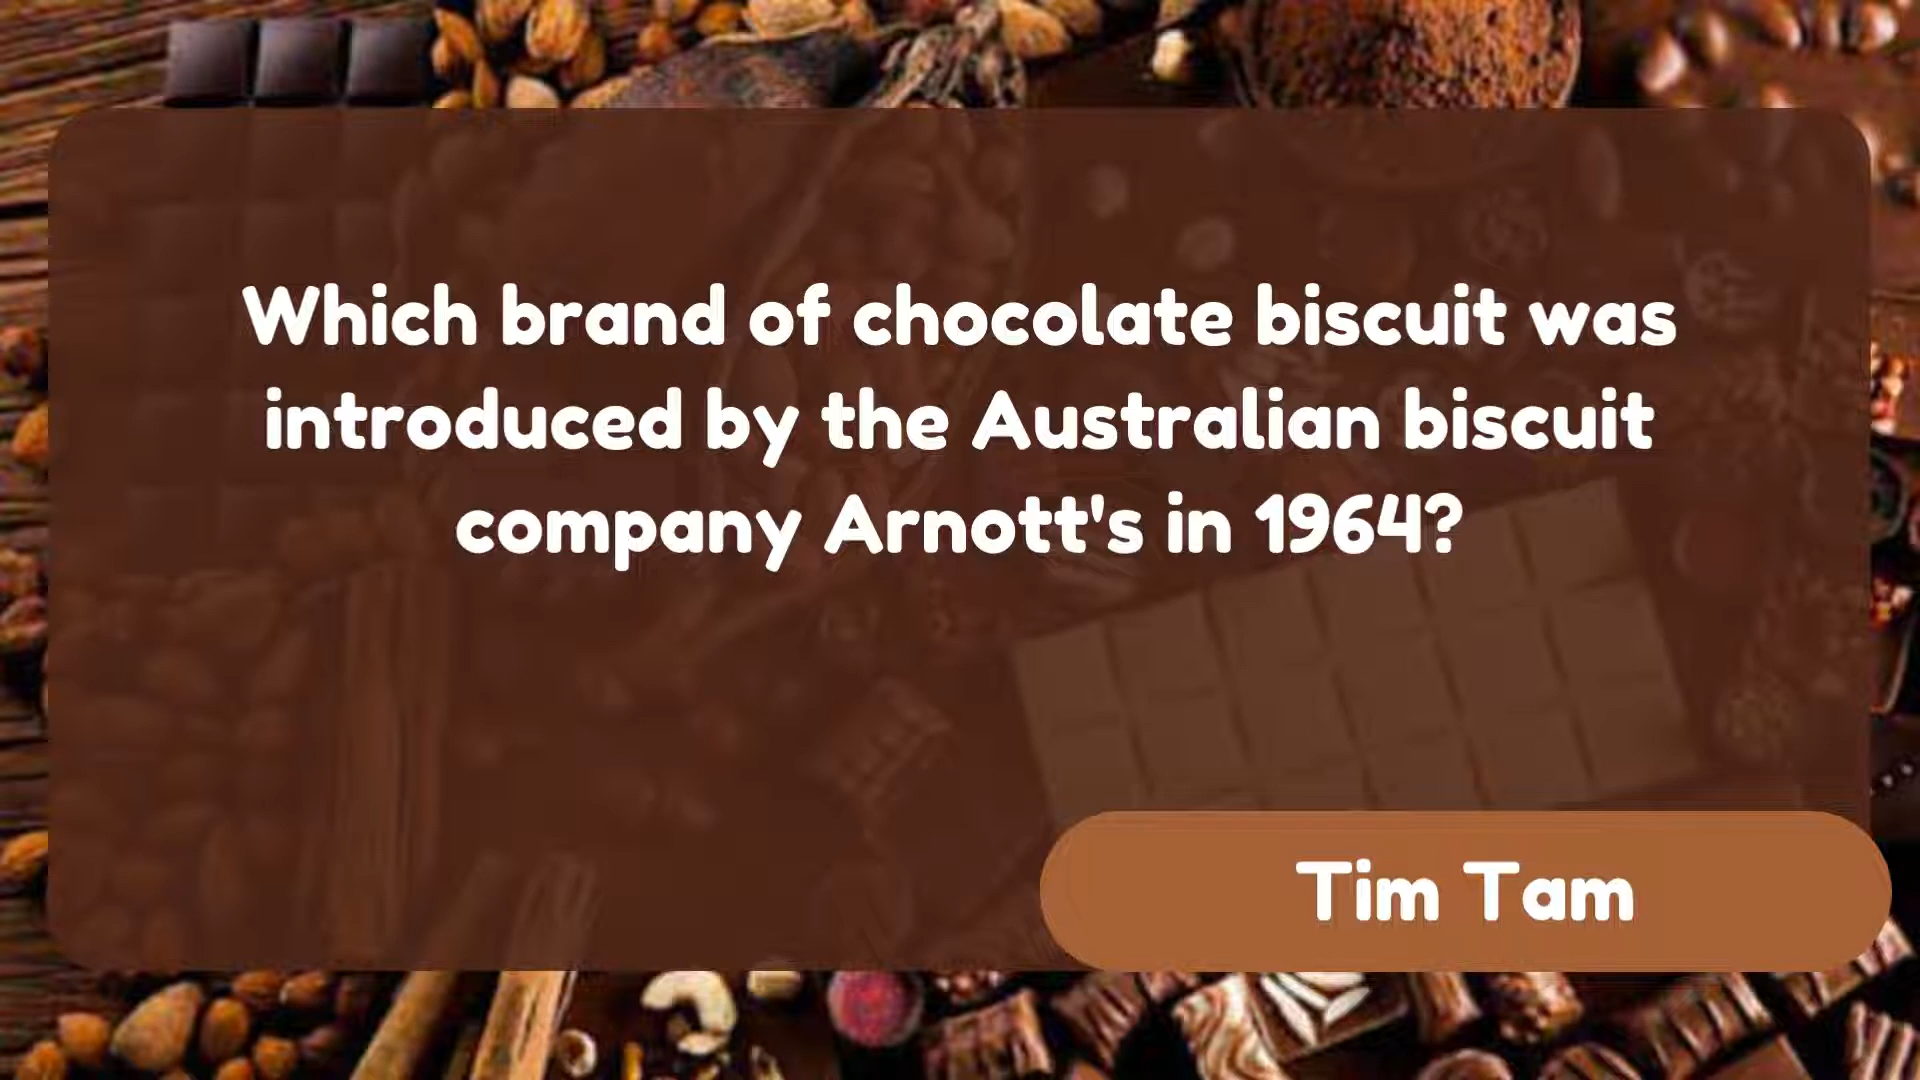 Which brand of chocolate biscuit was
introduced by the Australian biscuit
company Arnott's in 1964?
Tim Tam